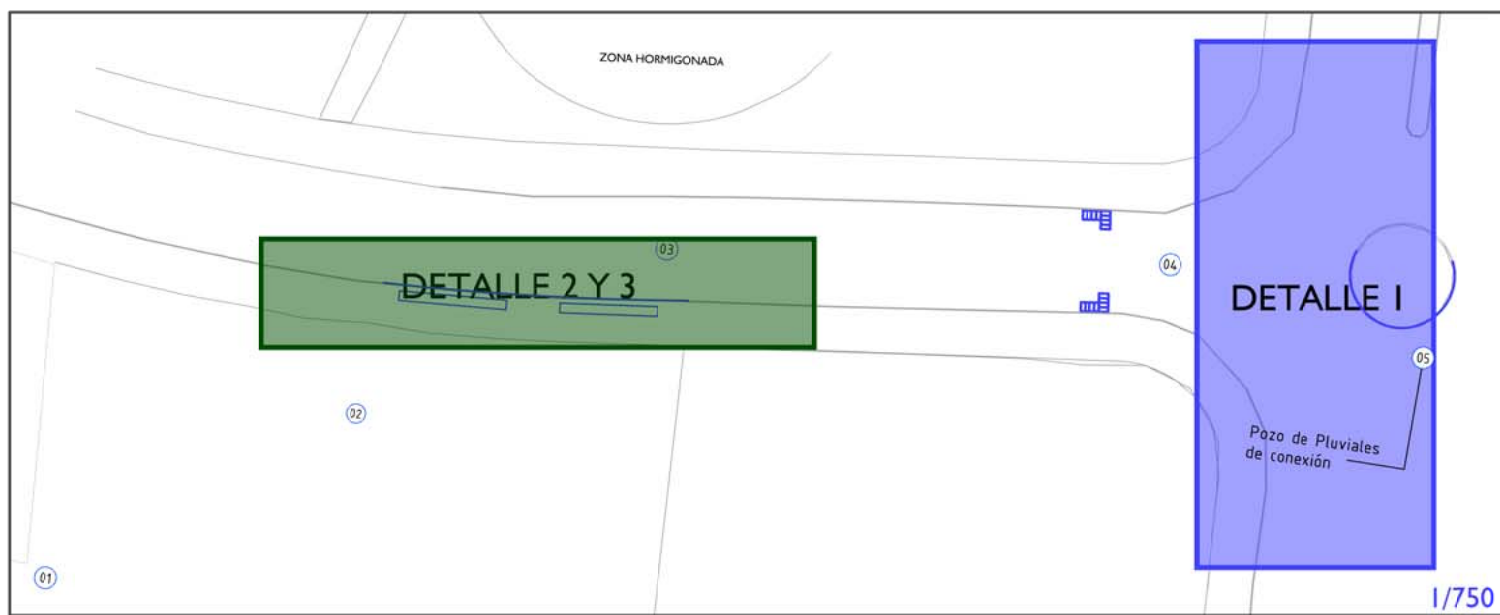 ZONA HORMIGONADA
03
04
DETALLE 2 Y 3
DETALLE 1
05
02
Pozo de Pluviales
de conexión
01
1/750